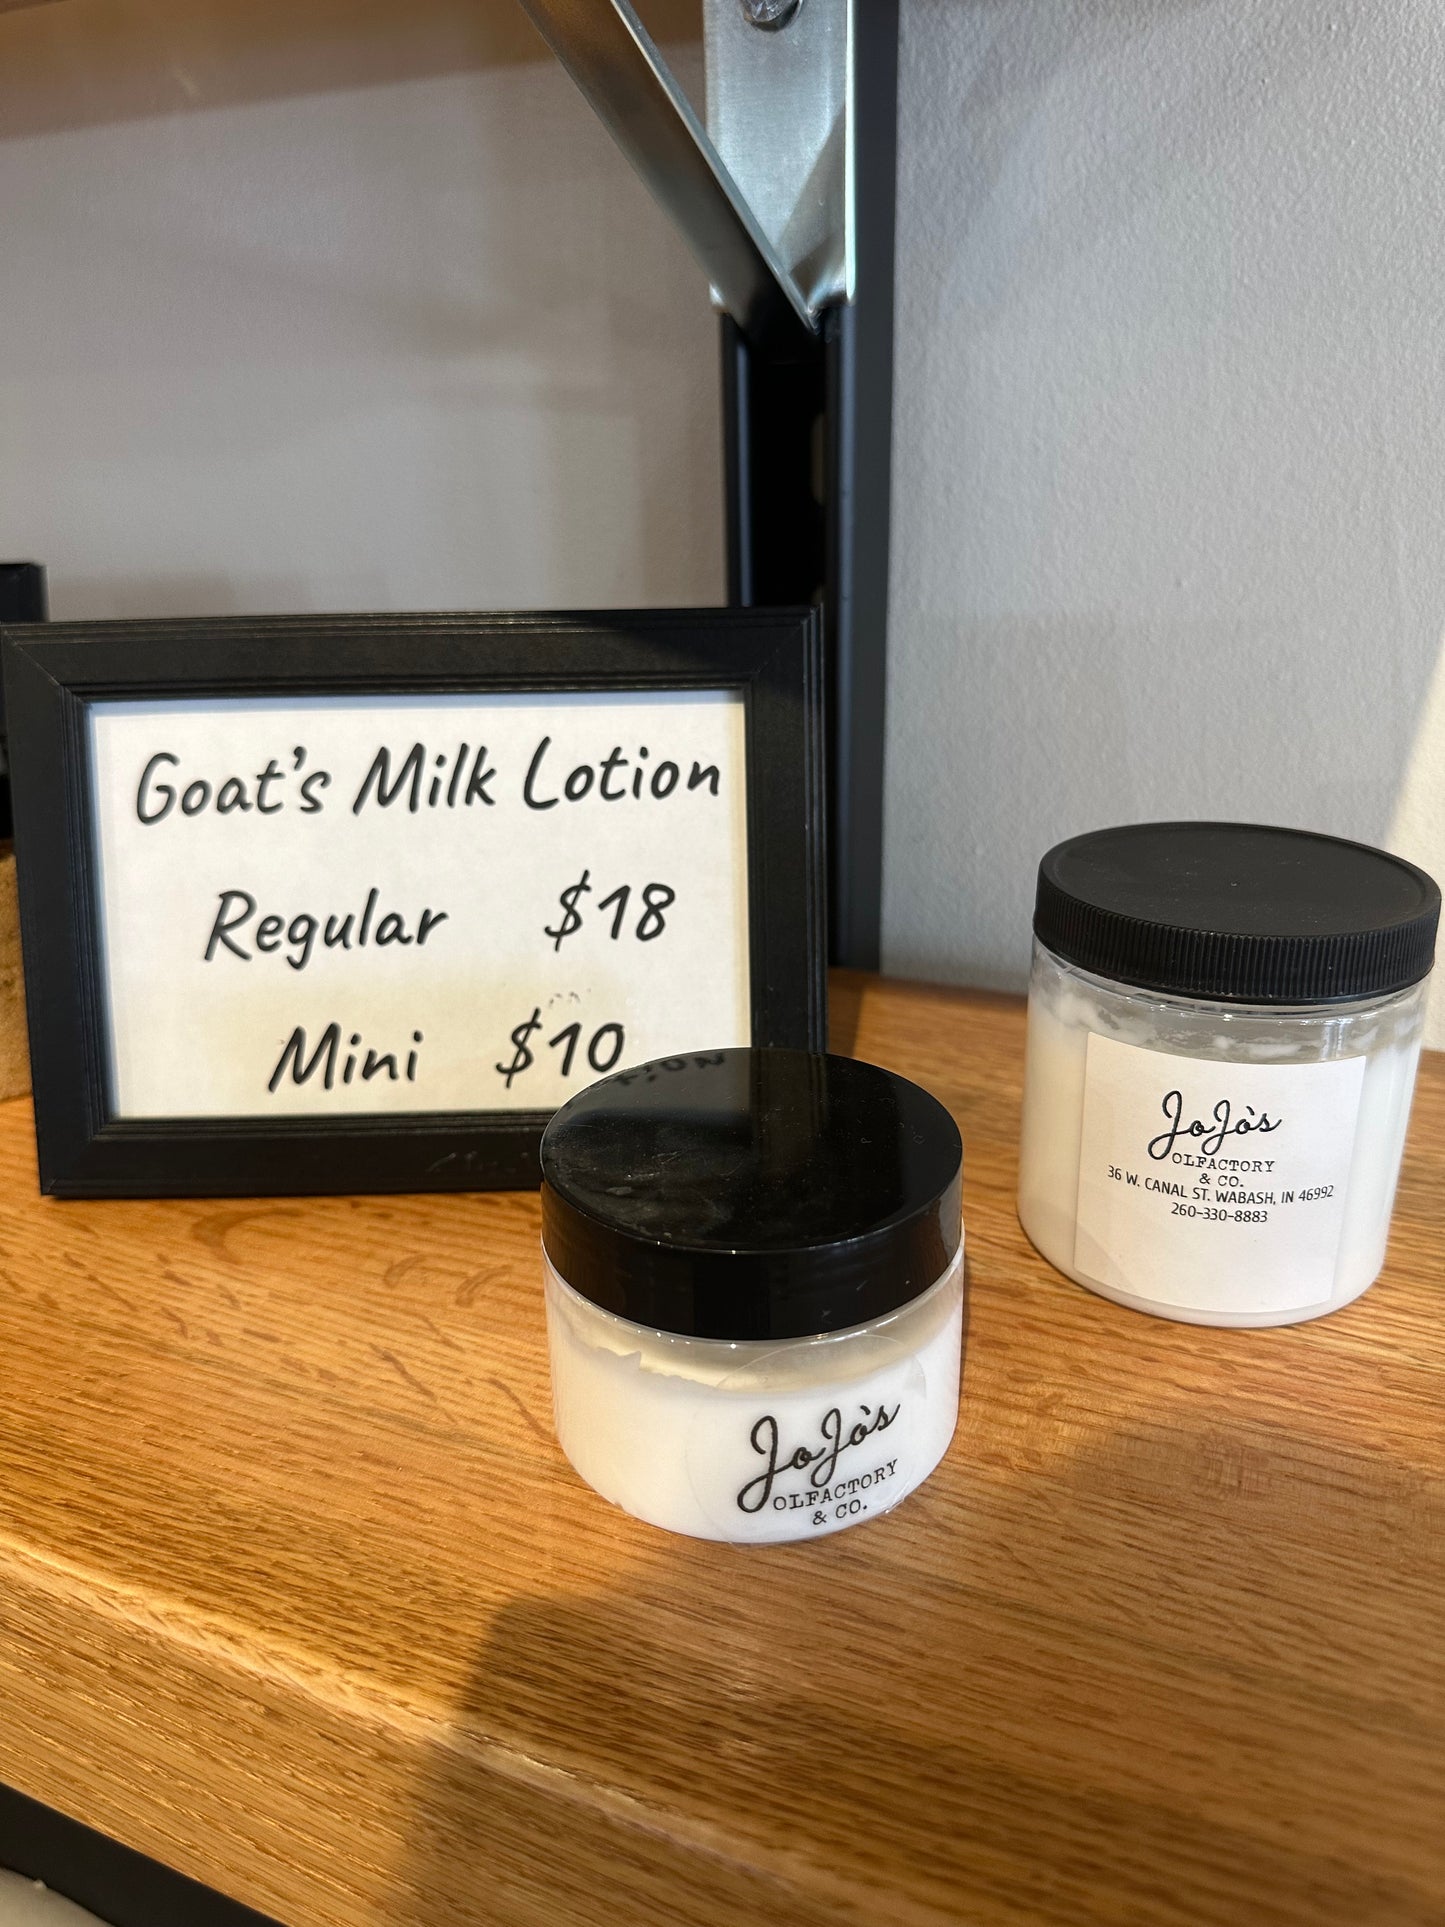 Goat's Milk Lotion
Regular $18
Mini $10
JoJo's
OLFACTORY
& CO.
36 W. CANAL ST. WABASH, IN 46992
260-330-8883
JoJo's
OLFACTORY
& CO.